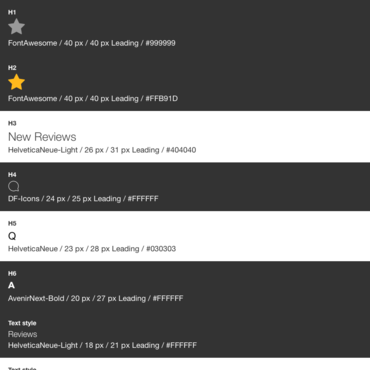 H1
FontAwesome / 40 px / 40 px Leading / #999999
H2
FontAwesome / 40 px / 40 px Leading / #FFB91D
H3
New Reviews
HelveticaNeue-Light / 26 px / 31 px Leading / #404040
H4
DF-Icons / 24 px / 25 px Leading / #FFFFFF
H5
Q
HelveticaNeue / 23 px / 28 px Leading / #030303
H6
A
AvenirNext-Bold / 20 px / 27 px Leading / #FFFFFF
Text style
Reviews
HelveticaNeue-Light / 18 px / 21 px Leading / #FFFFFF
Text style